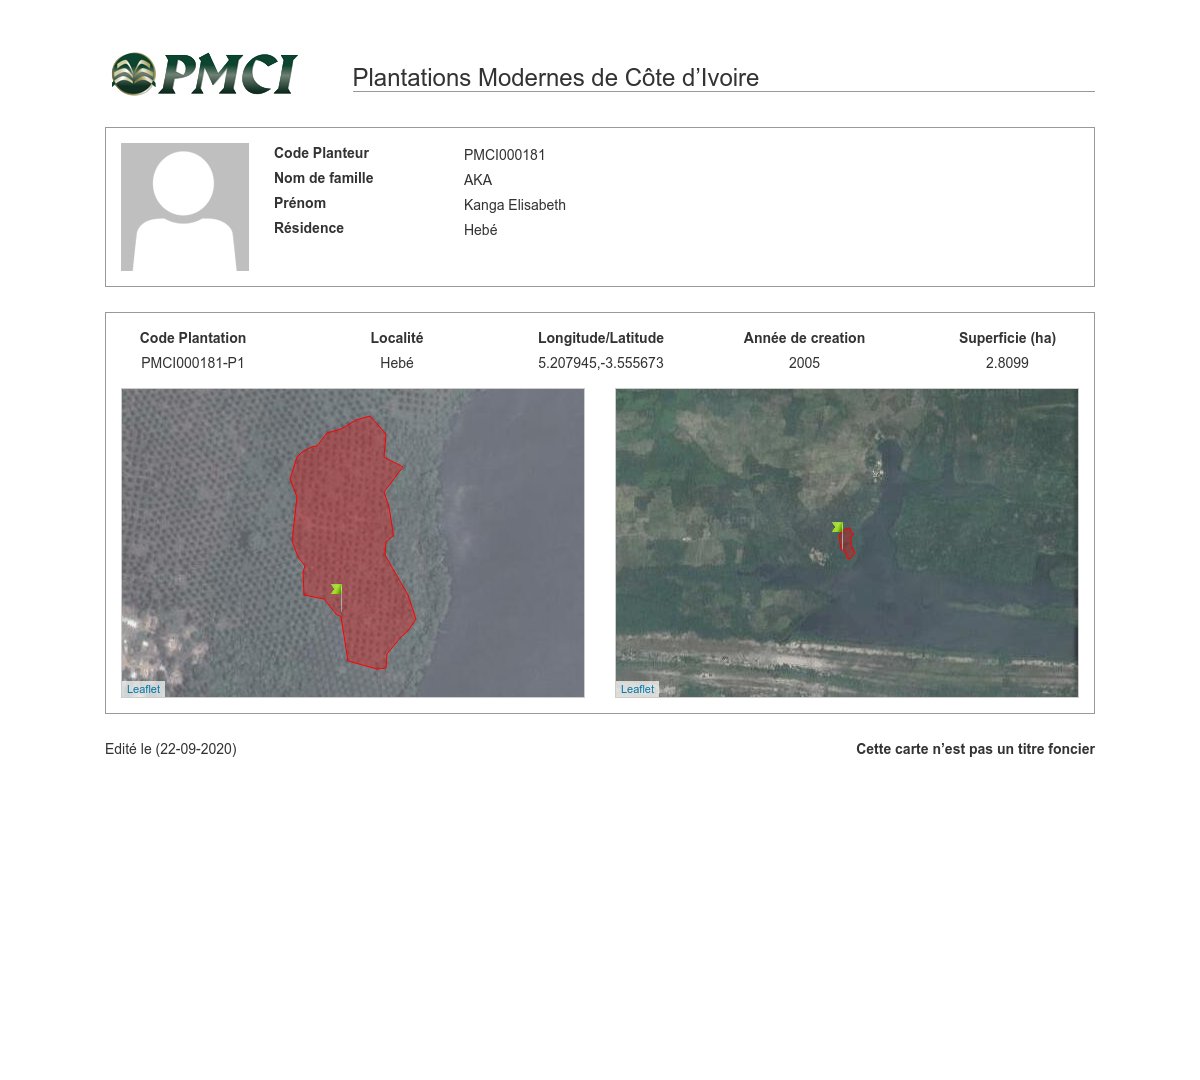 PMCI
Plantations Modernes de Côte d’Ivoire
Code Planteur PMCI000181
Nom de famille AKA
Prénom Kanga Elisabeth
Résidence Hebé
Code Plantation Localité Longitude/Latitude Année de creation Superficie (ha)
PMCI000181-P1 Hebé 5.207945,-3.555673 2005 2.8099
Leaflet Leaflet
Edité le (22-09-2020) Cette carte n’est pas un titre foncier